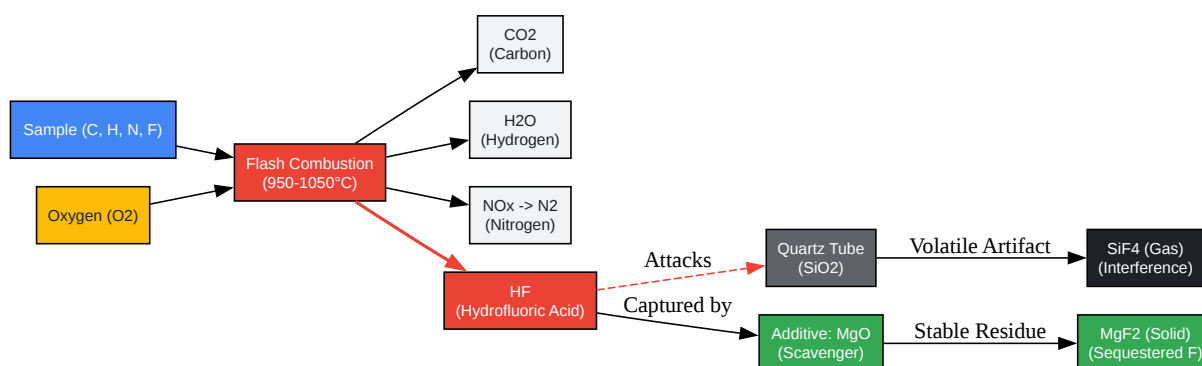 CO2
(Carbon)
Sample (C, H, N, F)
H2O
(Hydrogen)
Flash Combustion
(950-1050°C)
Oxygen (O2)
NOx -> N2
(Nitrogen)
Attacks
Quartz Tube
(SiO2)
Volatile Artifact
SiF4 (Gas)
(Interference)
HF
(Hydrofluoric Acid)
Captured by
Additive: MgO
(Scavenger)
Stable Residue
MgF2 (Solid)
(Sequestered F)